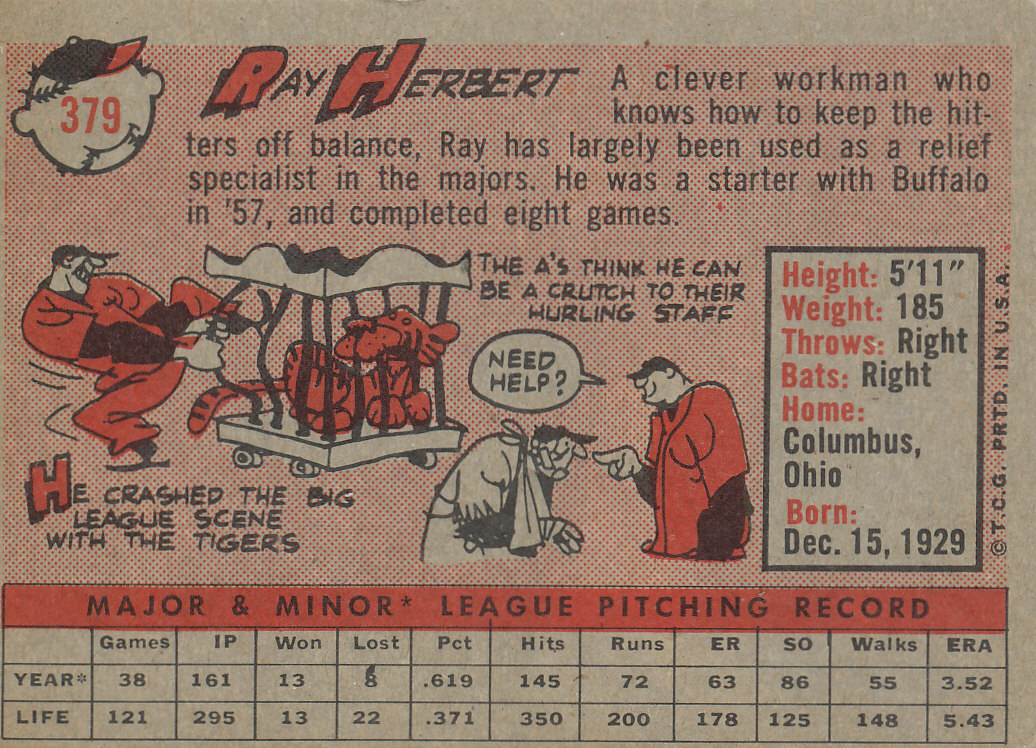 379
RAY HERBERT
A clever workman who
knows how to keep the hit-
ters off balance, Ray has largely been used as a relief
specialist in the majors. He was a starter with Buffalo
in '57, and completed eight games.
THE A'S THINK HE CAN
BE A CRUTCH TO THEIR
HURLING STAFF
NEED
HELP?
HE CRASHED THE BIG
LEAGUE SCENE
WITH THE TIGERS
Height: 5'11"
Weight: 185
Throws: Right
Bats: Right
Home:
Columbus,
Ohio
Born:
Dec. 15, 1929
© T.C.G. PRTD. IN U.S.A.
MAJOR & MINOR* LEAGUE PITCHING RECORD
Games IP Won Lost Pct Hits Runs ER SO Walks ERA
YEAR* 38 161 13 8 .619 145 72 63 86 55 3.52
LIFE 121 295 13 22 .371 350 200 178 125 148 5.43